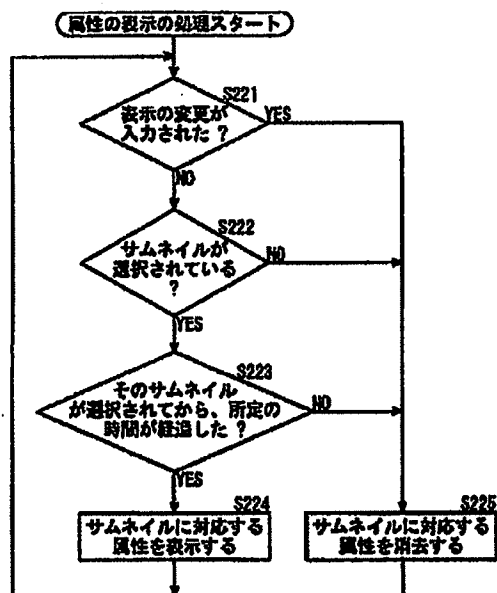 属性の表示の処理スタート
S221
表示の変更が
入力された ?
YES
NO
S222
サムネイルが
選択されている
?
NO
YES
S223
そのサムネイル
が選択されてから、所定の
時間が経過した ?
NO
YES
S224
サムネイルに対応する
属性を表示する
S225
サムネイルに対応する
属性を消去する